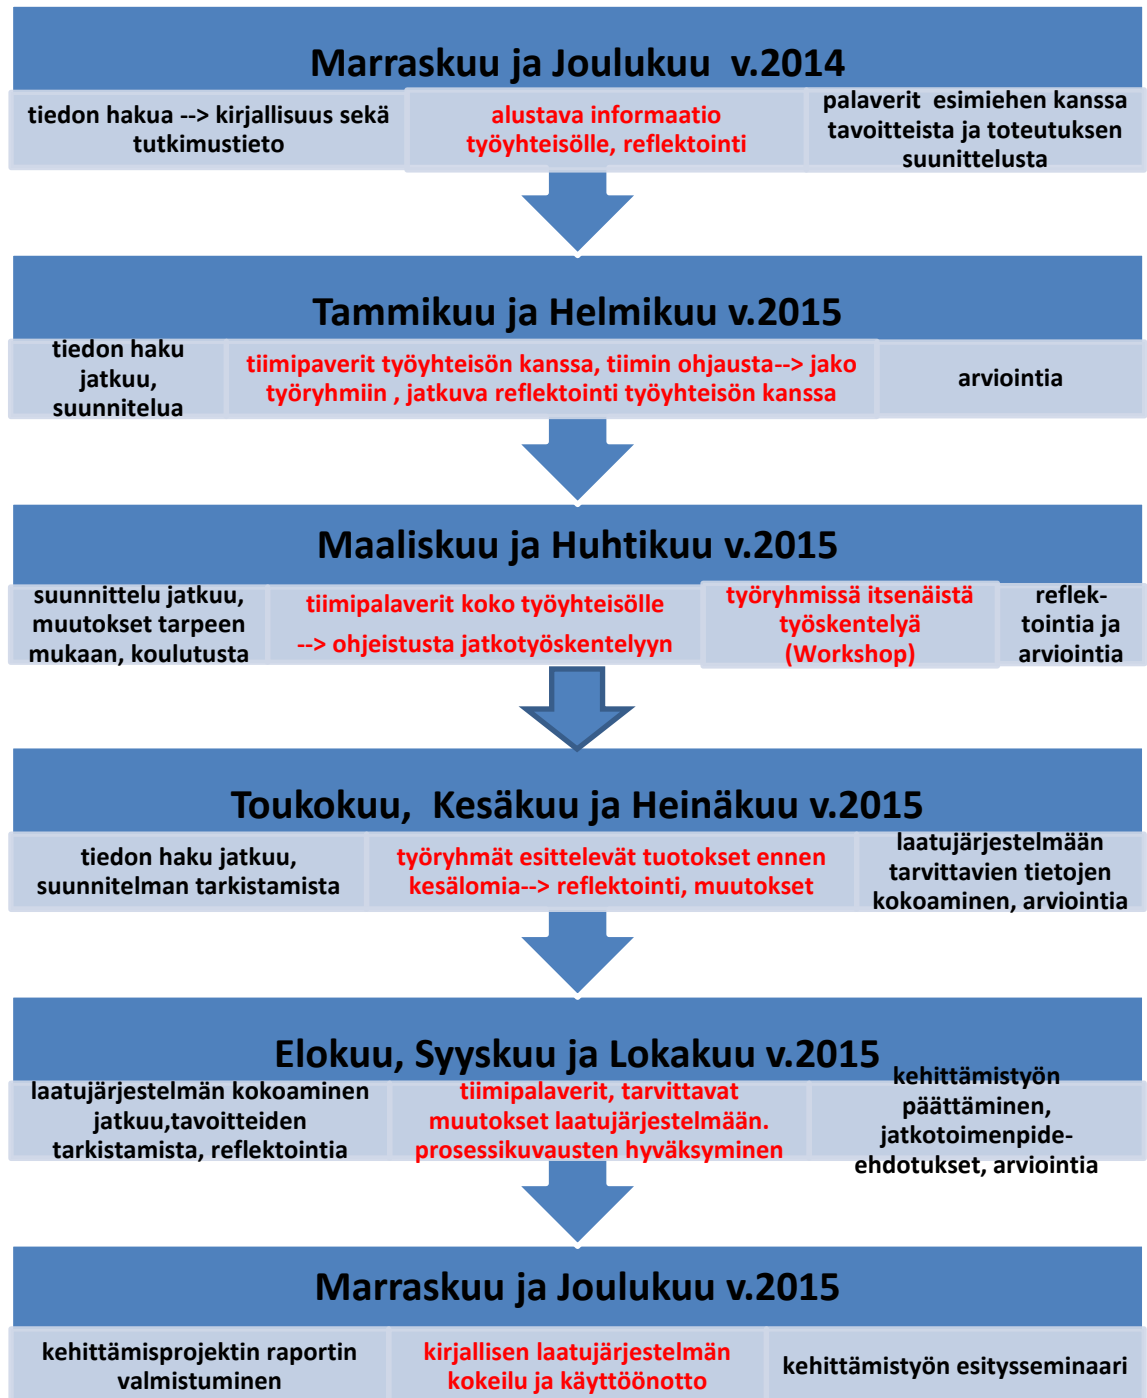 Marraskuu ja Joulukuu  v.2014
tiedon hakua --> kirjallisuus sekä
tutkimustieto
alustava informaatio
työyhteisölle, reflektointi
palaverit  esimiehen kanssa
tavoitteista ja toteutuksen
suunittelusta
Tammikuu ja Helmikuu v.2015
tiedon haku
jatkuu,
suunnitelua
tiimipaverit työyhteisön kanssa, tiimin ohjausta--> jako
työryhmiin , jatkuva reflektointi työyhteisön kanssa
arviointia
Maaliskuu ja Huhtikuu v.2015
suunnittelu jatkuu,
muutokset tarpeen
mukaan, koulutusta
tiimipalaverit koko työyhteisölle
--> ohjeistusta jatkotyöskentelyyn
työryhmissä itsenäistä
työskentelyä
(Workshop)
reflek-
tointia ja
arviointia
Toukokuu,  Kesäkuu ja Heinäkuu v.2015
tiedon haku jatkuu,
suunnitelman tarkistamista
työryhmät esittelevät tuotokset ennen
kesälomia--> reflektointi, muutokset
laatujärjestelmään
tarvittavien tietojen
kokoaminen, arviointia
Elokuu, Syyskuu ja Lokakuu v.2015
laatujärjestelmän kokoaminen
jatkuu,tavoitteiden
tarkistamista, reflektointia
tiimipalaverit, tarvittavat
muutokset laatujärjestelmään.
prosessikuvausten hyväksyminen
kehittämistyön
päättäminen,
jatkotoimenpide-
ehdotukset, arviointia
Marraskuu ja Joulukuu v.2015
kehittämisprojektin raportin
valmistuminen
kirjallisen laatujärjestelmän
kokeilu ja käyttöönotto
kehittämistyön esitysseminaari